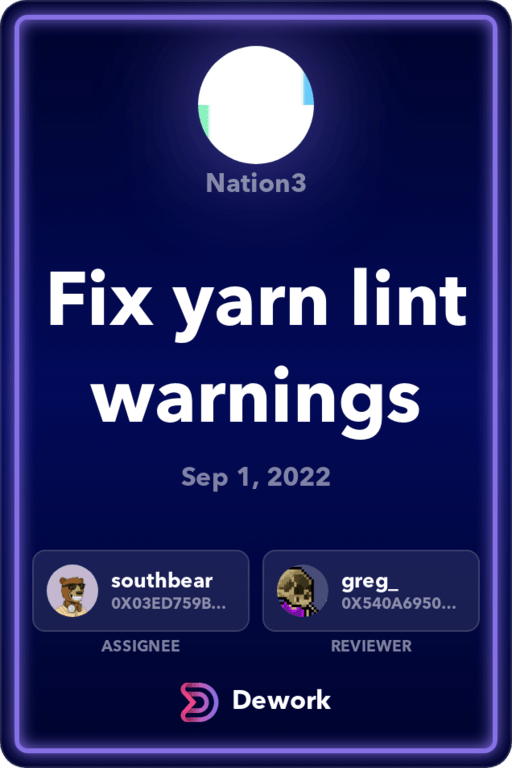 Nation3
Fix yarn lint
warnings
Sep 1, 2022
southbear
0X03ED759B...
ASSIGNEE
greg_
0X540A6950...
REVIEWER
Dework